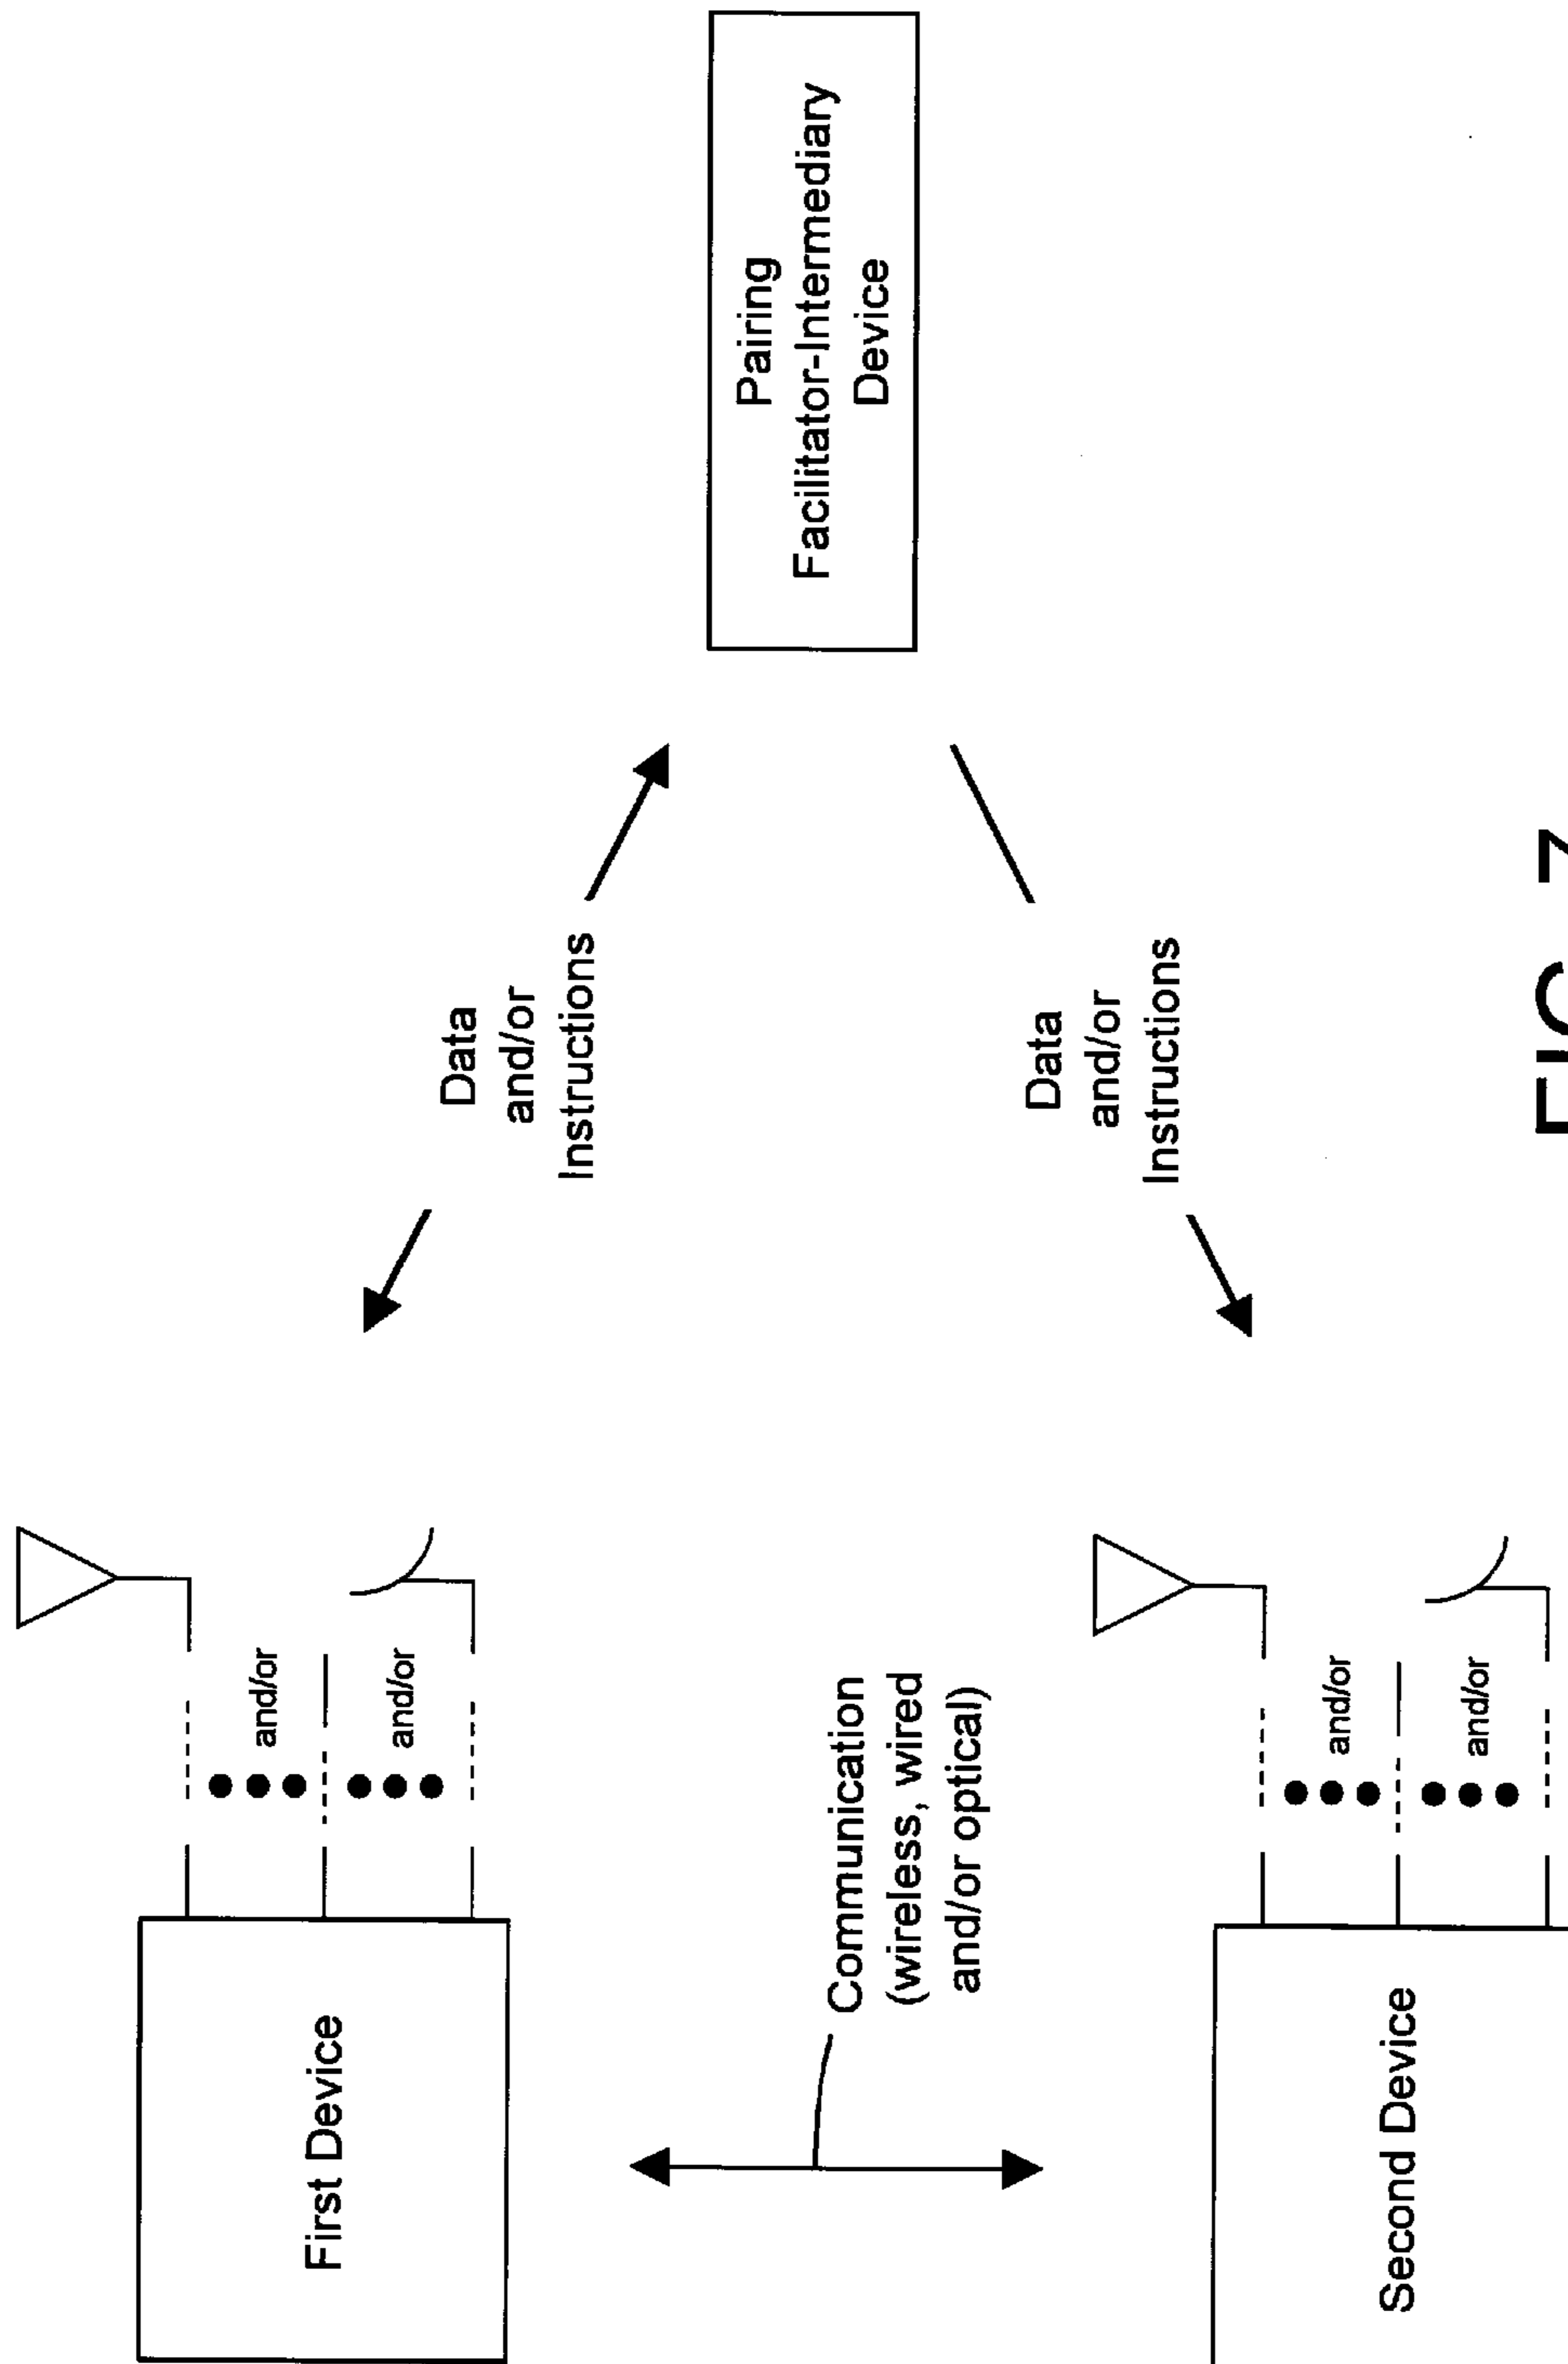 First Device
and/or
and/or
Data
and/or
Instructions
Pairing
Facilitator-Intermediary
Device
Communication
(wireless, wired
and/or optical)
Data
and/or
Instructions
Second Device
and/or
and/or